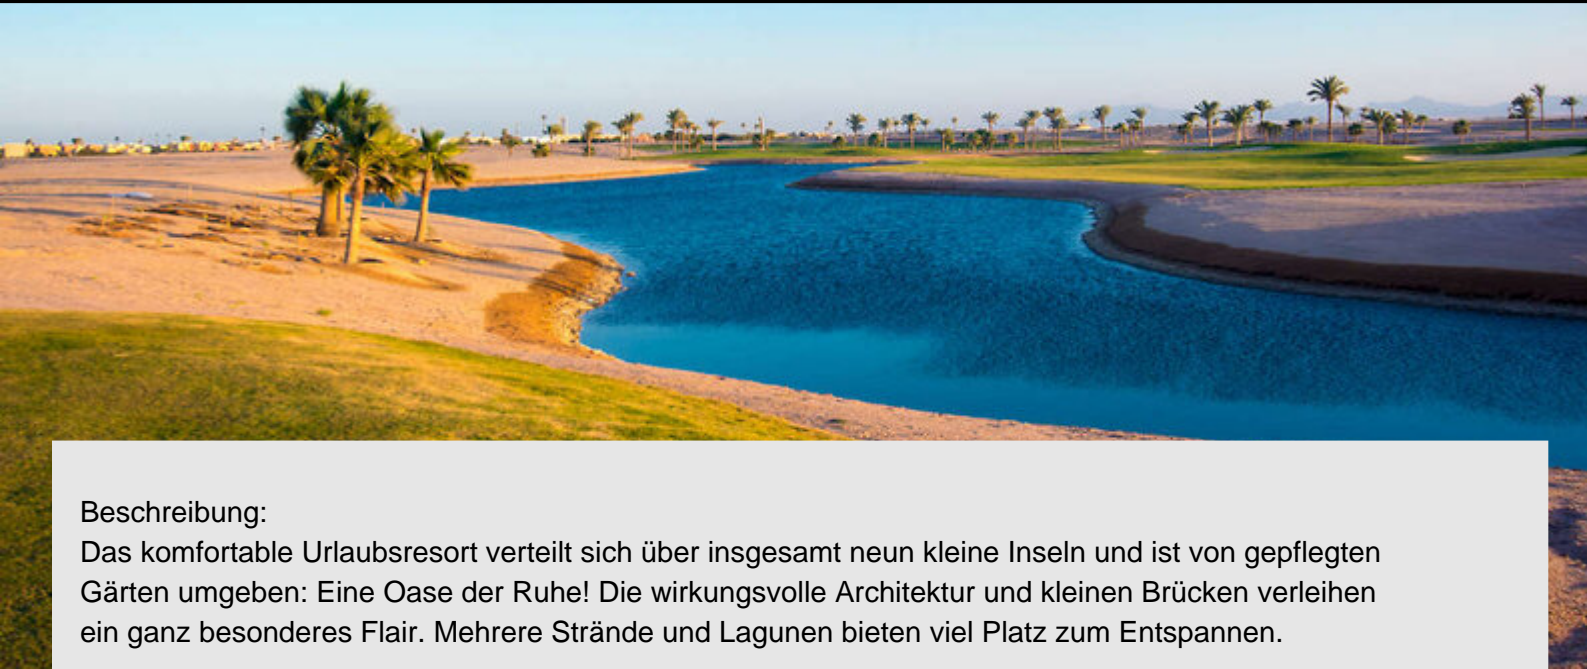 Beschreibung:
Das komfortable Urlaubsresort verteilt sich über insgesamt neun kleine Inseln und ist von gepflegten
Gärten umgeben: Eine Oase der Ruhe! Die wirkungsvolle Architektur und kleinen Brücken verleihen
ein ganz besonderes Flair. Mehrere Strände und Lagunen bieten viel Platz zum Entspannen.